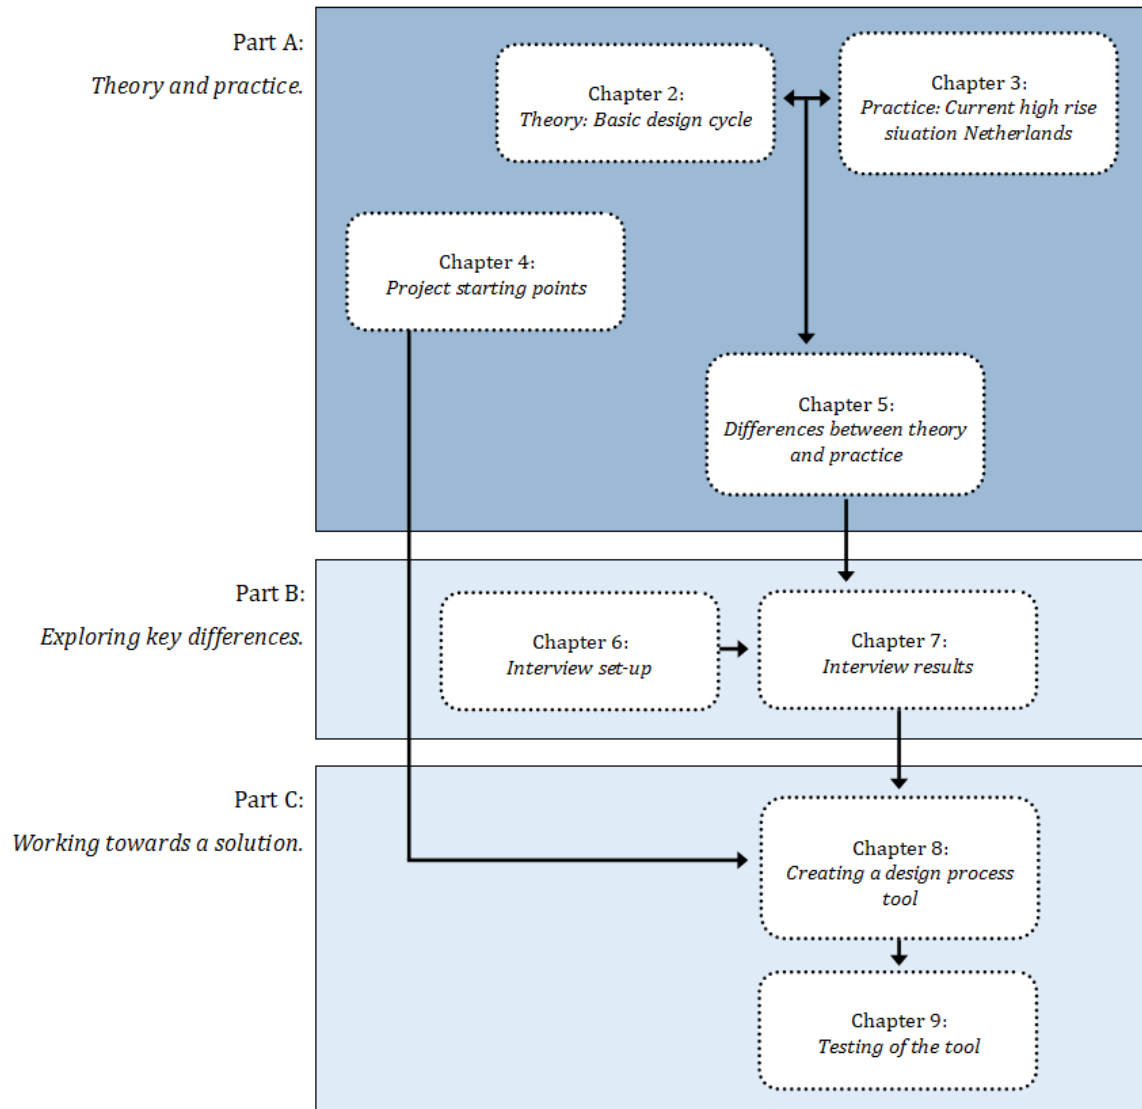 Part A:
Theory and practice.
Chapter 2:
Theory: Basic design cycle
Chapter 3:
Practice: Current high rise
siuation Netherlands
Chapter 4:
Project starting points
Chapter 5:
Differences between theory
and practice
Part B:
Exploring key differences.
Chapter 6:
Interview set-up
Chapter 7:
Interview results
Part C:
Working towards a solution.
Chapter 8:
Creating a design process
tool
Chapter 9:
Testing of the tool